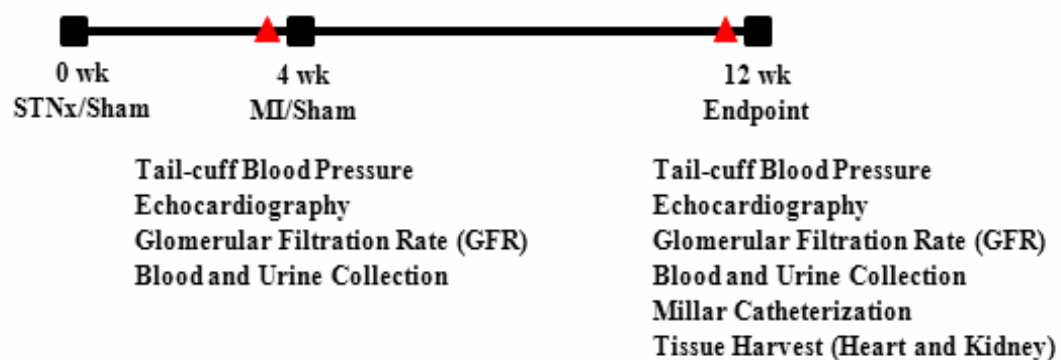 0 wk
STNx/Sham
4 wk
MI/Sham
12 wk
Endpoint
Tail-cuff Blood Pressure
Echocardiography
Glomerular Filtration Rate (GFR)
Blood and Urine Collection
Tail-cuff Blood Pressure
Echocardiography
Glomerular Filtration Rate (GFR)
Blood and Urine Collection
Millar Catheterization
Tissue Harvest (Heart and Kidney)